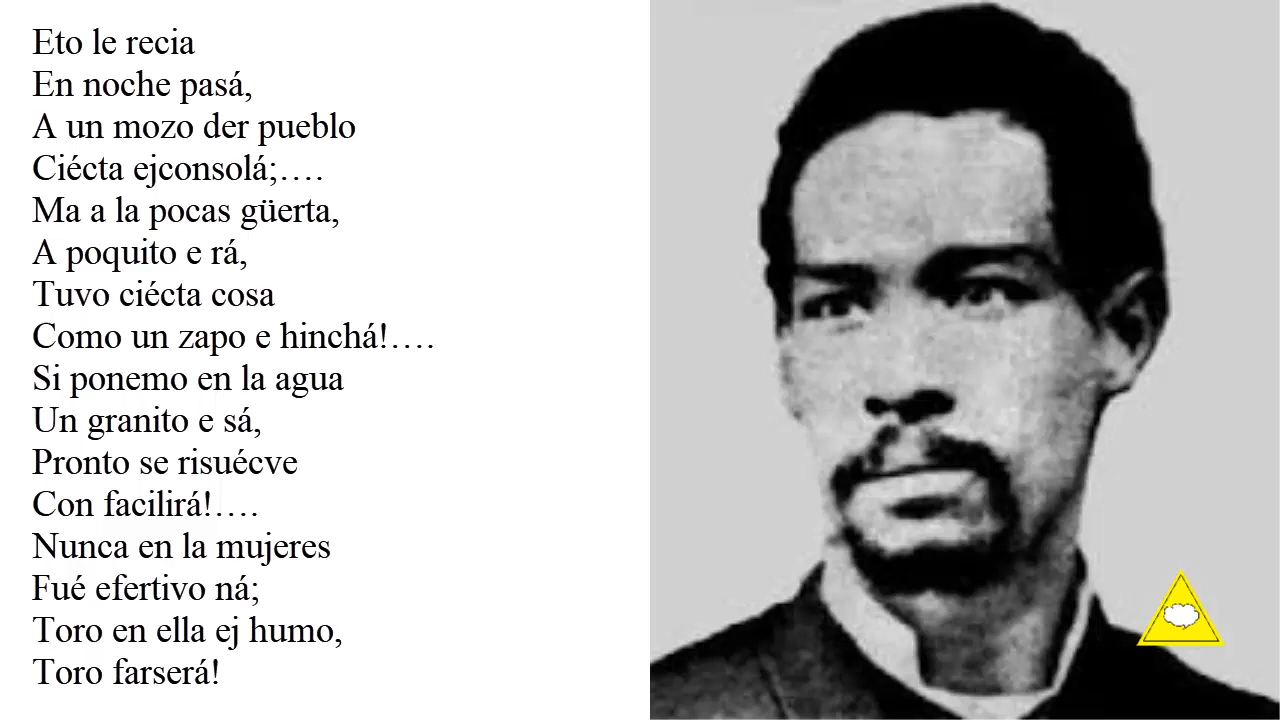 Eto le recia
En noche pasá,
A un mozo der pueblo
Ciécta ejconsolá;….
Ma a la pocas güerta,
A poquito e rá,
Tuvo ciécta cosa
Como un zapo e hinchá!….
Si ponemo en la agua
Un granito e sá,
Pronto se risuécve
Con facilirá!….
Nunca en la mujeres
Fué efertivo ná;
Toro en ella ej humo,
Toro farserá!